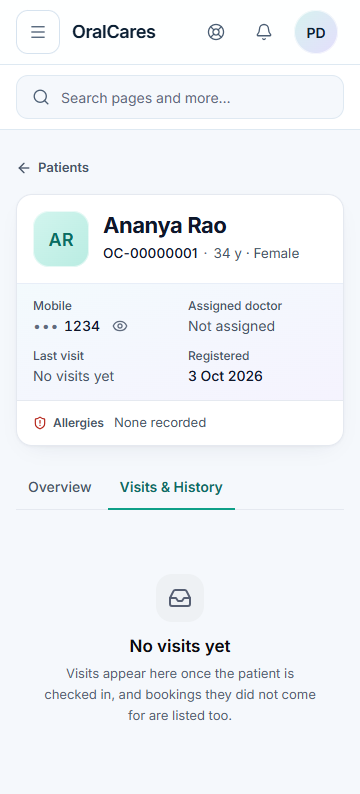 OralCares
PD
Search pages and more...
Patients
AR
Ananya Rao
OC-00000001 · 34 y · Female
Mobile
Assigned doctor
••• 1234
Not assigned
Last visit
Registered
No visits yet
3 Oct 2026
Allergies None recorded
Overview
Visits & History
No visits yet
Visits appear here once the patient is
checked in, and bookings they did not come
for are listed too.